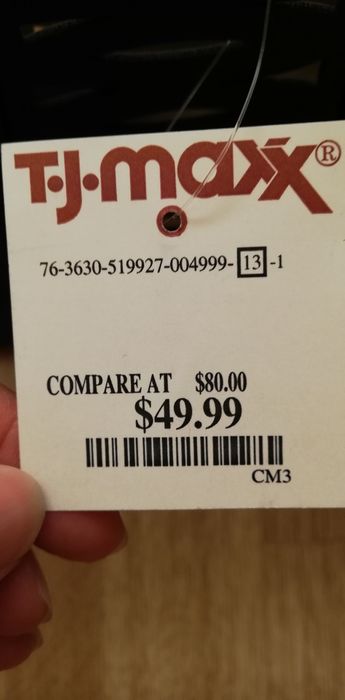 T.J.maxx®
76-3630-519927-004999-13-1
COMPARE AT $80.00
$49.99
CM3